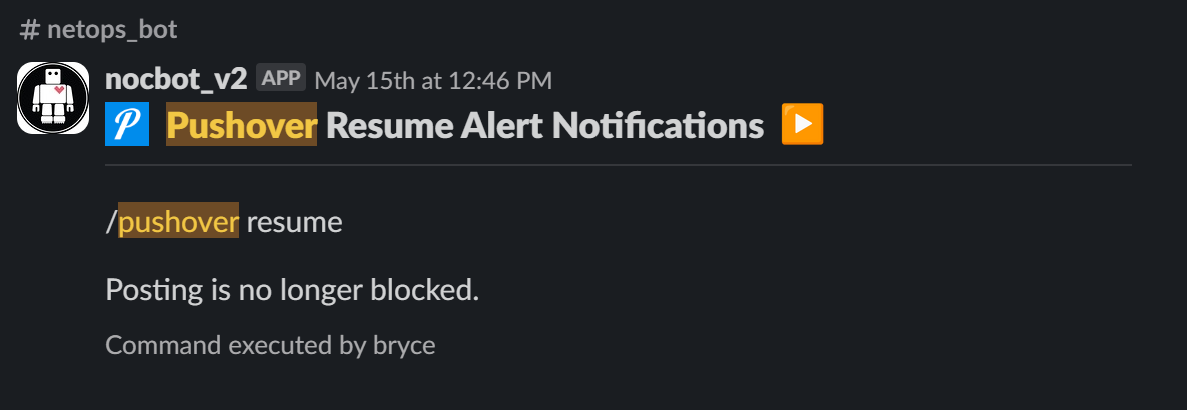 # netops_bot
nocbot_v2 APP May 15th at 12:46 PM
Pushover Resume Alert Notifications
/pushover resume
Posting is no longer blocked.
Command executed by bryce